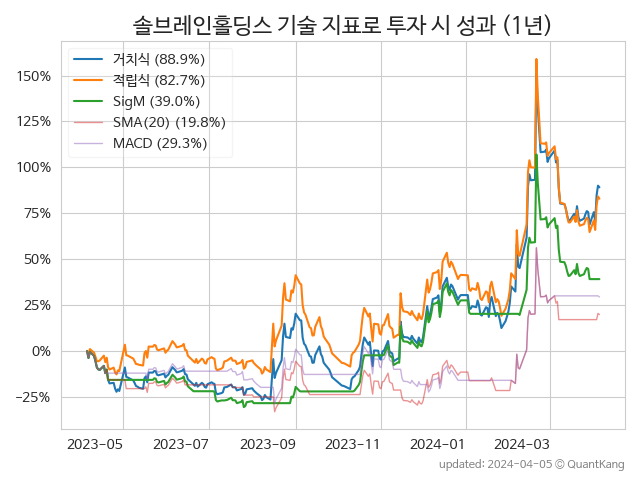 솔브레인홀딩스 기술 지표로 투자 시 성과 (1년)
거치식 (88.9%)
적립식 (82.7%)
SigM (39.0%)
SMA(20) (19.8%)
MACD (29.3%)
150%
125%
100%
75%
50%
25%
0%
−25%
2023-05 2023-07 2023-09 2023-11 2024-01 2024-03
updated: 2024-04-05 © QuantKang